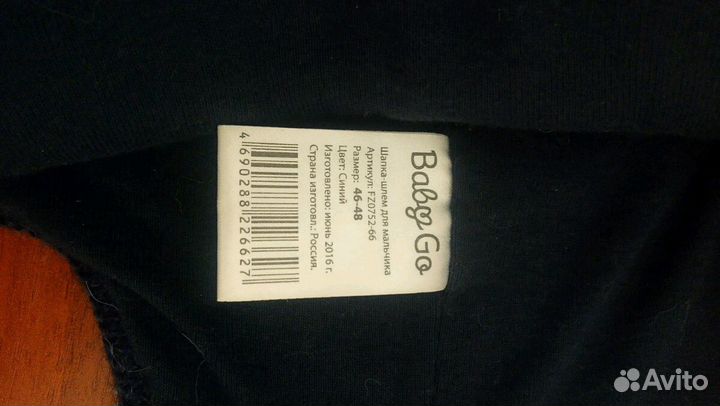 Baby Go
Шапка-шлем для мальчика
Артикул: FZ0752-66
Размер: 46-48
Цвет: Синий
Изготовлено: июнь 2016 г.
Страна изготовл.: Россия.
4690288226627
Avito